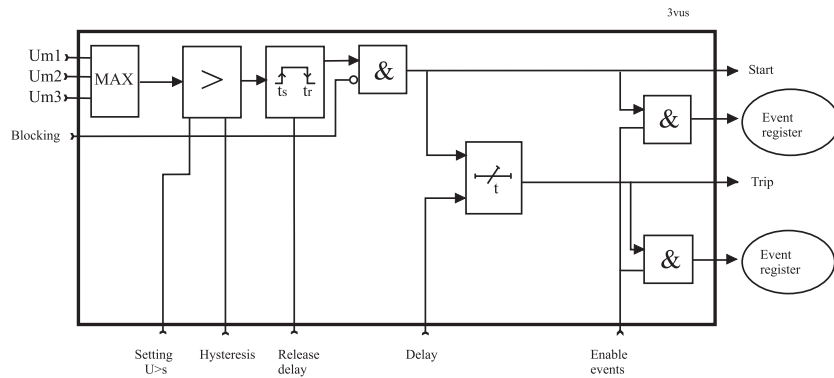 3vus
Um1
Um2
Um3
MAX
>
ts tr
&
Start
Blocking
&
Event
register
t
Trip
&
Event
register
Setting
U>s
Hysteresis
Release
delay
Delay
Enable
events